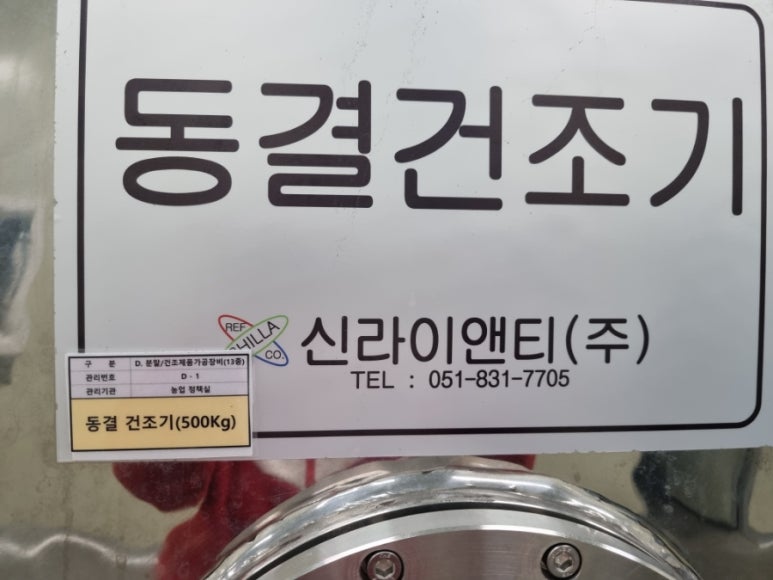 동결건조기
REF
HILLA
CO.
신라이앤티(주)
TEL : 051-831-7705
구 분 D. 분말/건조제품가공장비(13종)
관리번호 D - 1
관리기관 농업 정책실
동결 건조기(500Kg)